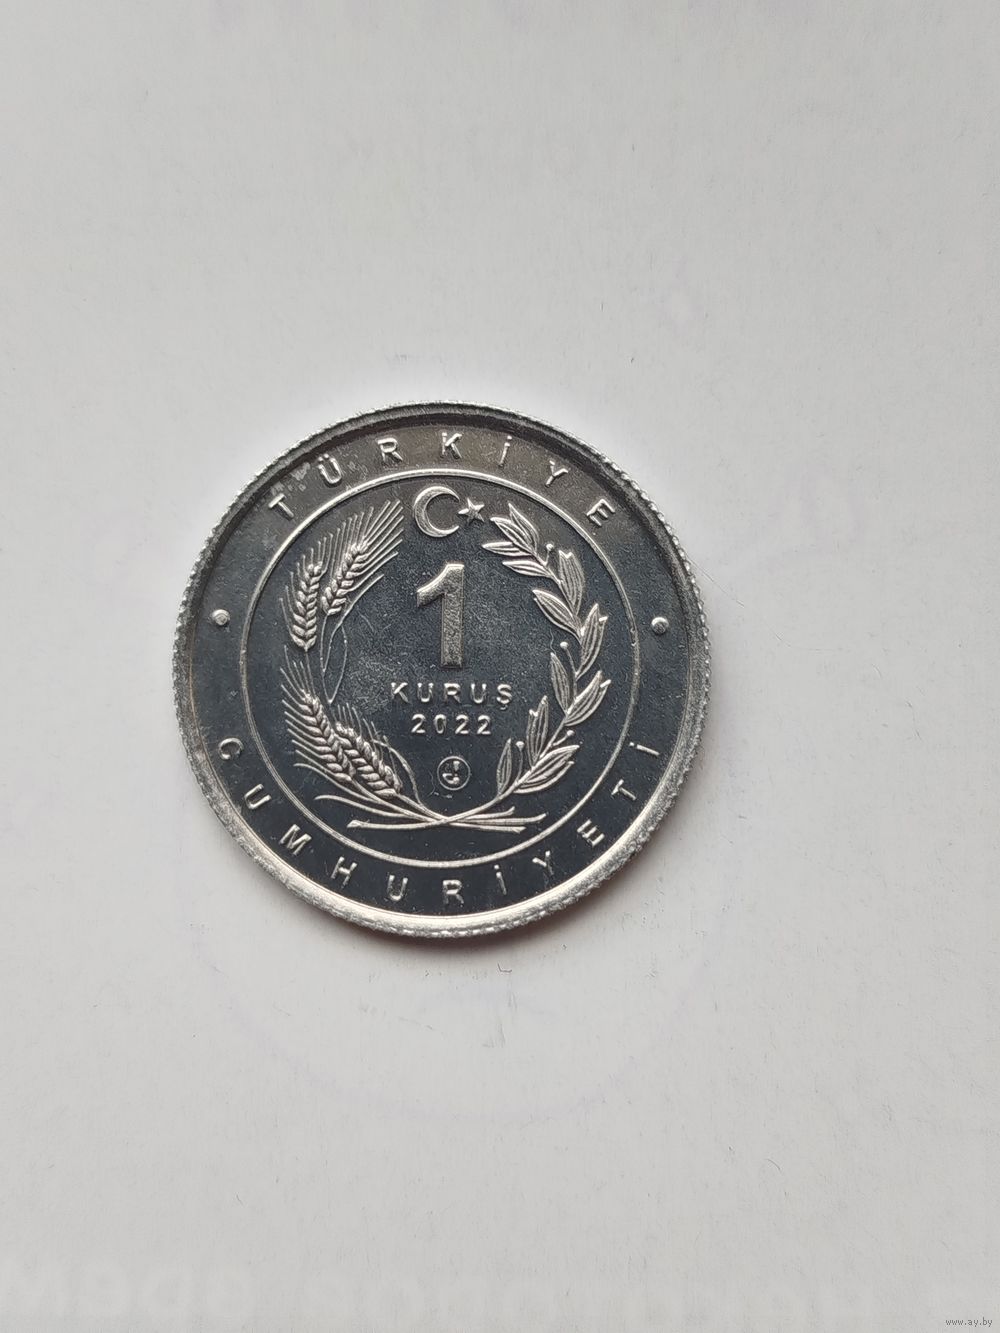 TÜRKİYE
1
KURUŞ
2022
CUMHURİYETİ
www.ay.by